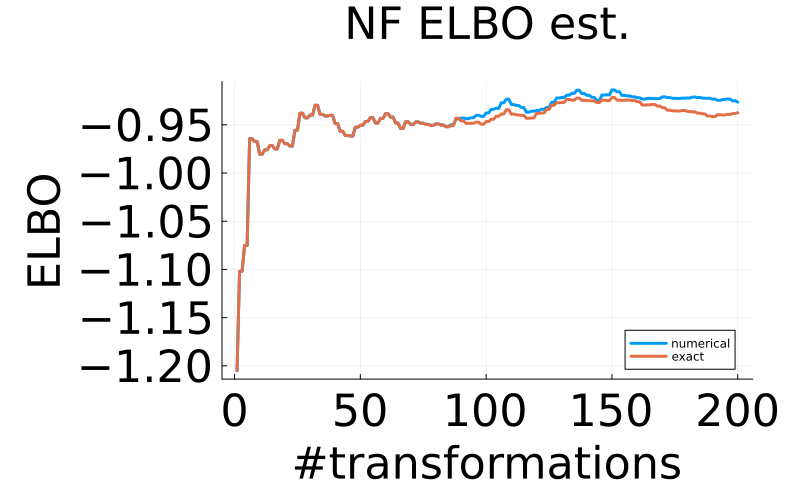 NF ELBO est.
ELBO
−0.95
−1.00
−1.05
−1.10
−1.15
−1.20
numerical
exact
0 50 100 150 200
#transformations